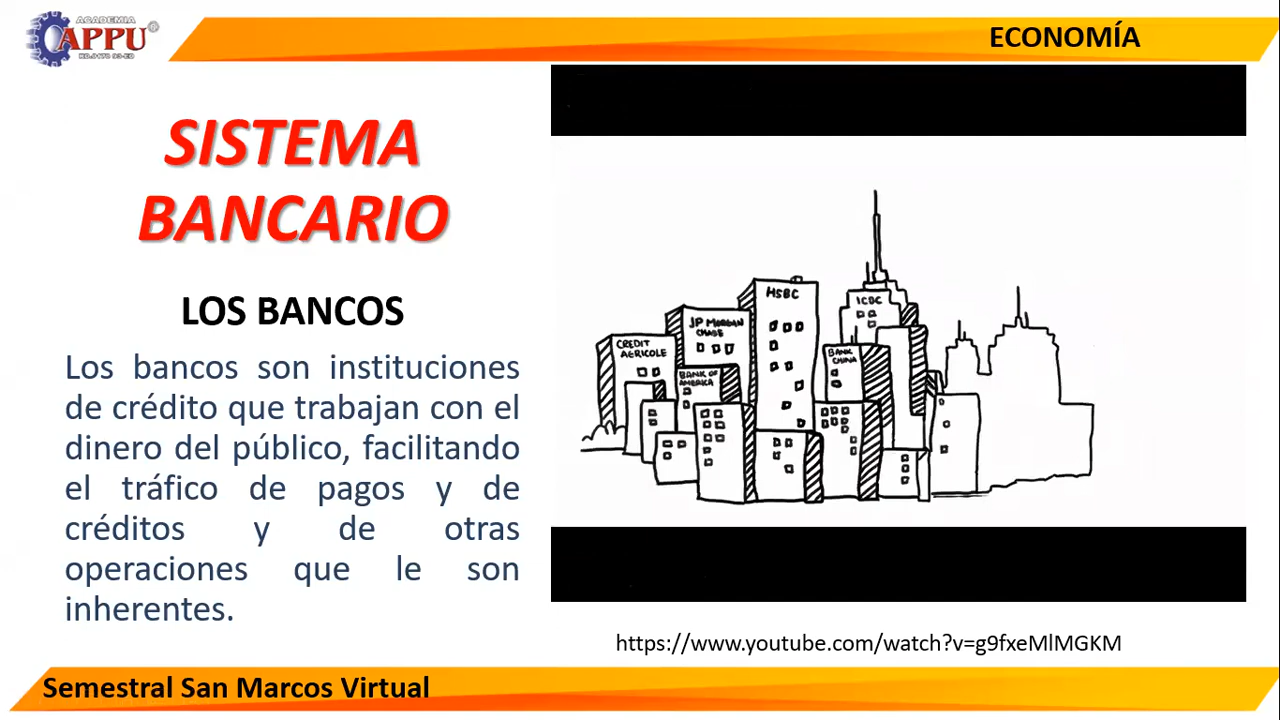 ACADEMIA
APPU
ECONOMÍA
SISTEMA
BANCARIO
LOS BANCOS
Los bancos son instituciones
de crédito que trabajan con el
dinero del público, facilitando
el tráfico de pagos y de
créditos y de otras
operaciones que le son
inherentes.
HSBC
ICBC
JP MORGAN
CHASE
CREDIT
AGRICOLE
BANK
CHINA
BANK OF
AMERICA
https://www.youtube.com/watch?v=g9fxeMlMGKM
Semestral San Marcos Virtual